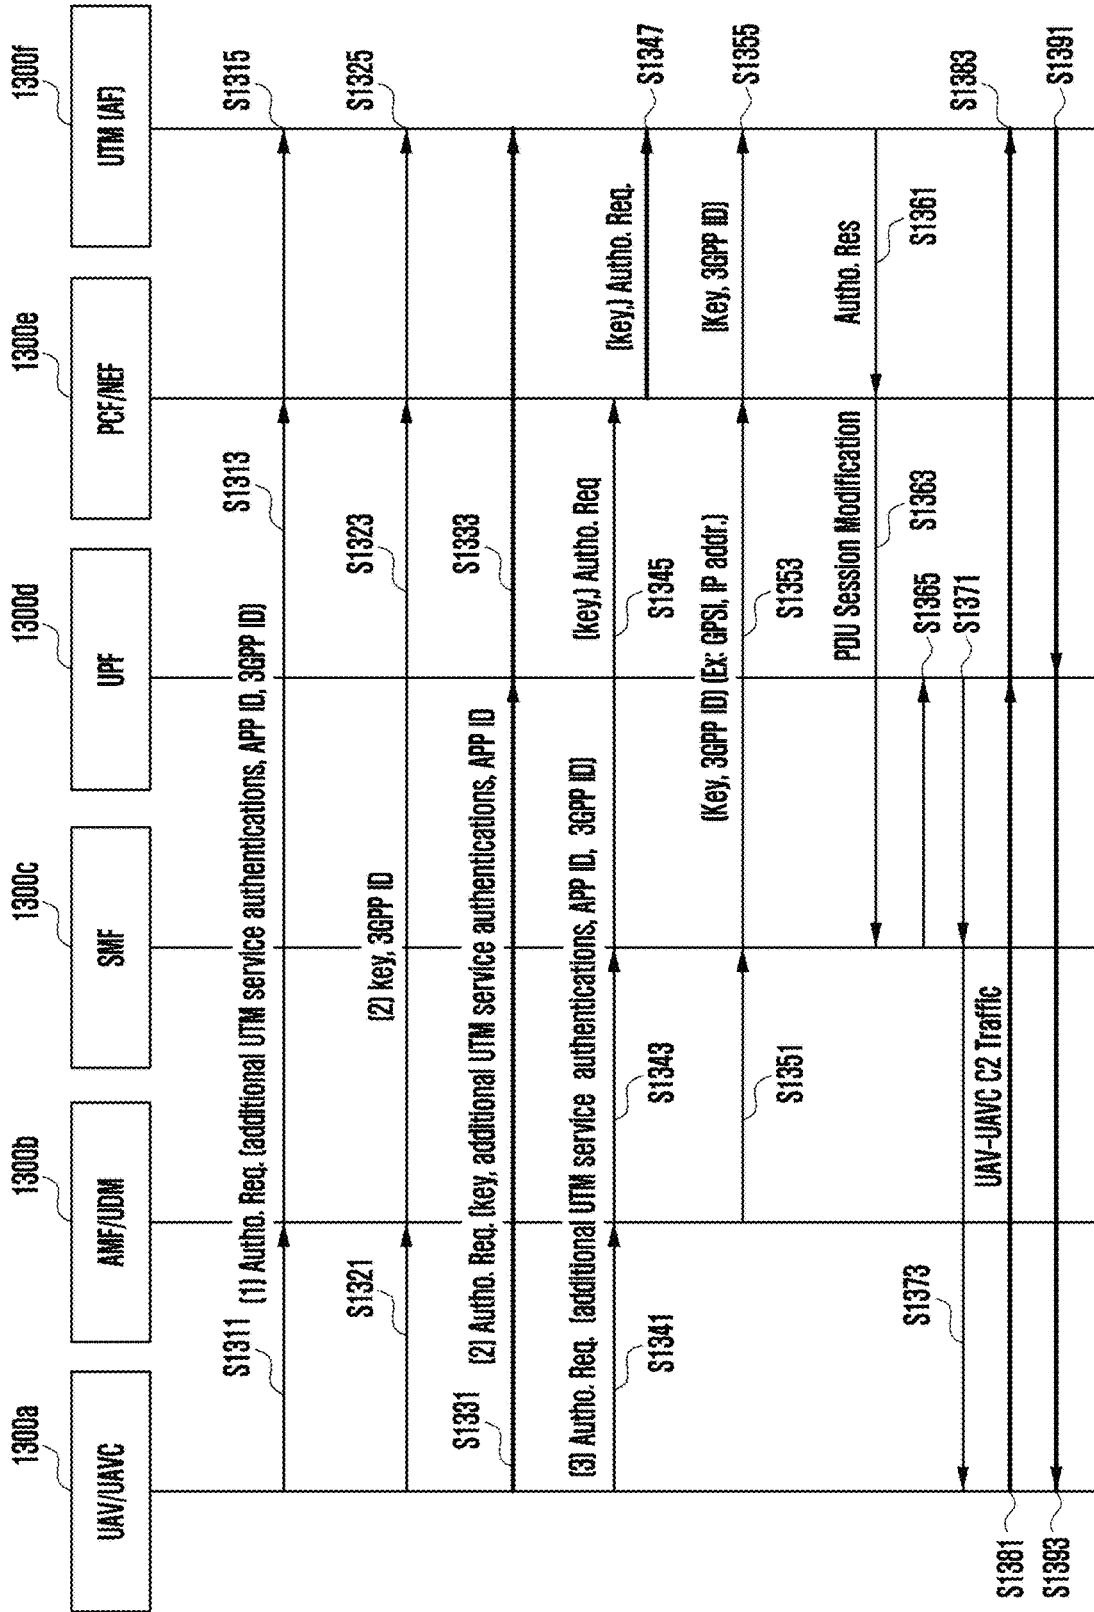 1300a
1300b
1300c
1300d
1300e
1300f
UAV/UAVC
AMF/UDM
SMF
UPF
PCF/NEF
UTM (AF)
S1311
(1) Autho. Req. (additional UTM service authentications, APP ID, 3GPP ID)
S1313
S1315
S1321
(2) key, 3GPP ID
S1323
S1325
S1331
(2) Autho. Req. (key, additional UTM service authentications, APP ID
S1333
(3) Autho. Req. (additional UTM service authentications, APP ID, 3GPP ID)
(key,) Autho. Req
(key,) Autho. Req.
S1341
S1343
S1345
S1347
(Key, 3GPP ID) (Ex: GPSI, IP addr.)
(Key, 3GPP ID)
S1351
S1353
S1355
PDU Session Modification
Autho. Res
S1363
S1361
S1365
S1373
S1371
UAV-UAVC C2 Traffic
S1381
S1383
S1393
S1391